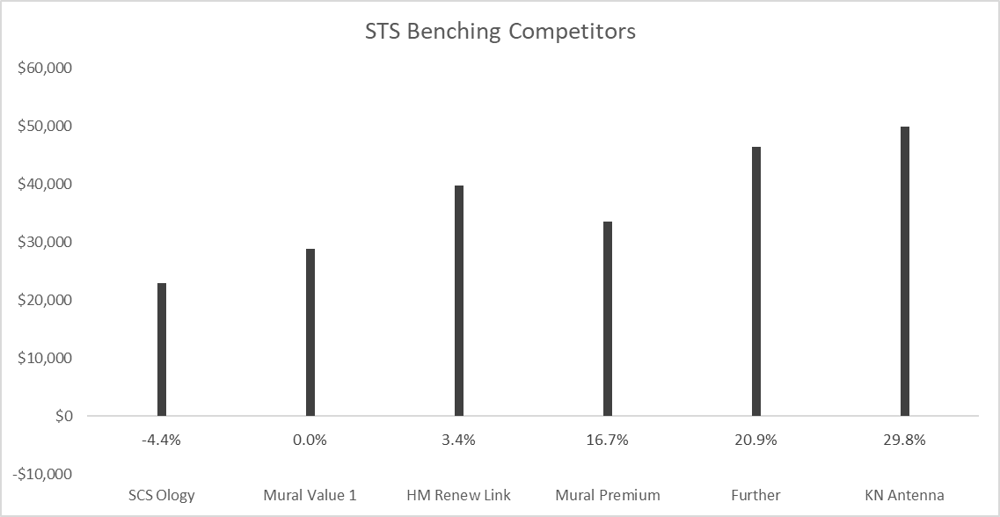 STS Benching Competitors
$60,000
$50,000
$40,000
$30,000
$20,000
$10,000
$0
-$10,000
-4.4% 0.0% 3.4% 16.7% 20.9% 29.8%
SCS Ology Mural Value 1 HM Renew Link Mural Premium Further KN Antenna